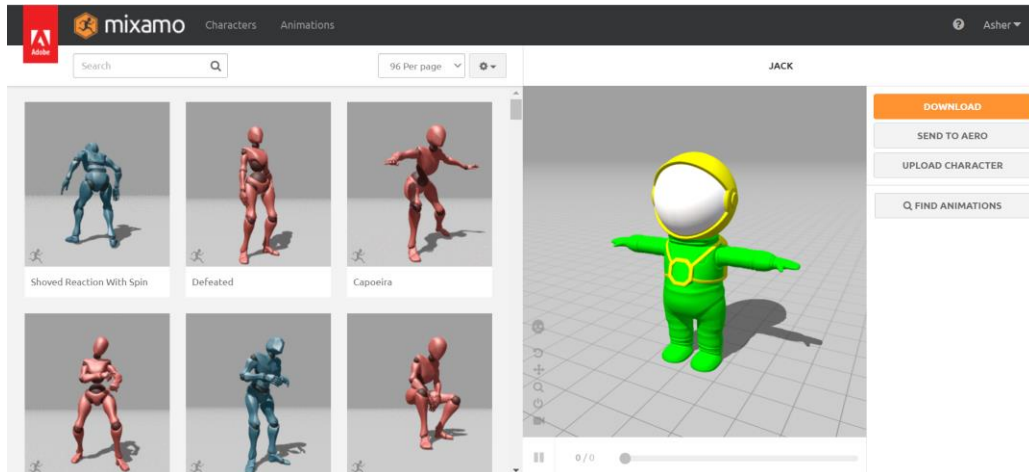 Adobe
mixamo
Characters
Animations
Asher
Search
96 Per page
JACK
Shoved Reaction With Spin
Defeated
Capoeira
DOWNLOAD
SEND TO AERO
UPLOAD CHARACTER
FIND ANIMATIONS
0 / 0